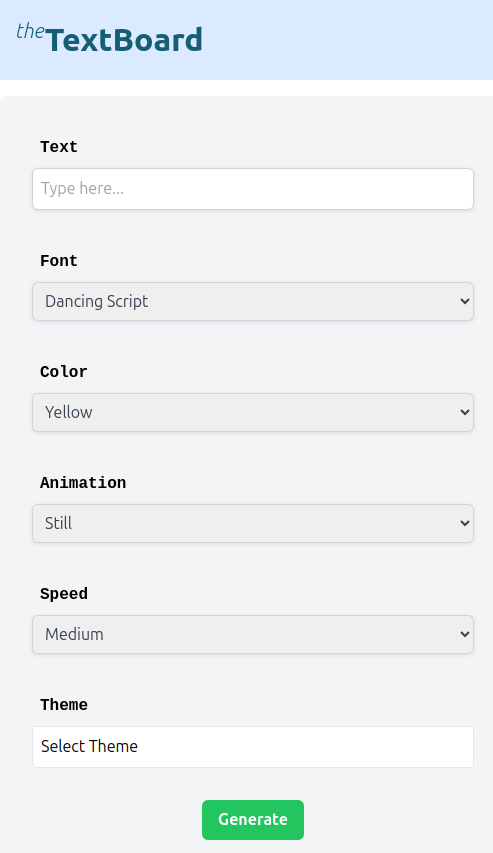 theTextBoard
Text
Type here...
Font
Dancing Script
Color
Yellow
Animation
Still
Speed
Medium
Theme
Select Theme
Generate